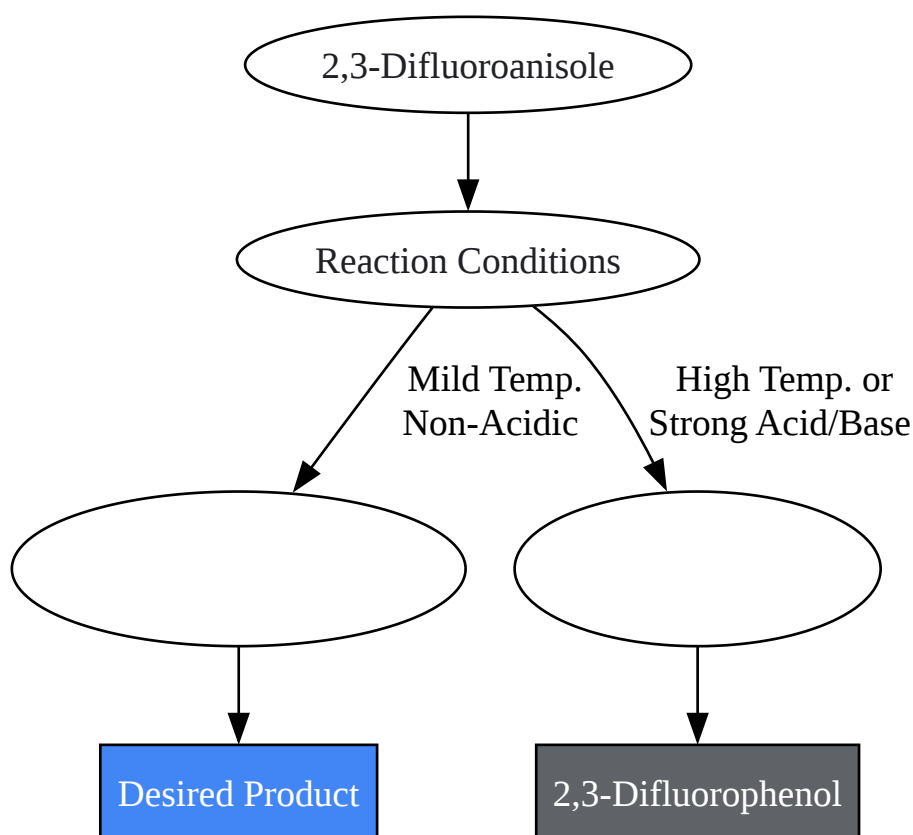 2,3-Difluoroanisole
Reaction Conditions
Mild Temp.
Non-Acidic
High Temp. or
Strong Acid/Base
Desired Product
2,3-Difluorophenol